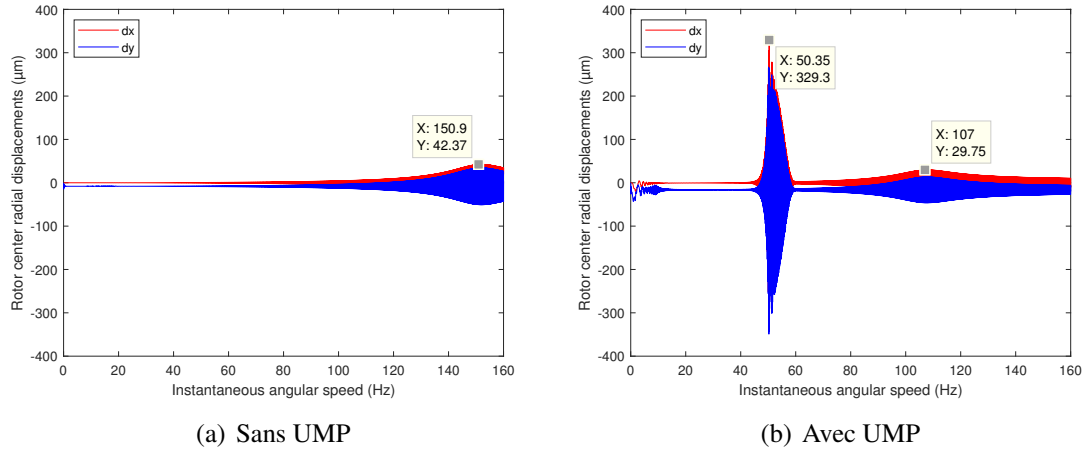 400
300
200
100
0
-100
-200
-300
-400
Rotor center radial displacements (µm)
dx
dy
X: 150.9
Y: 42.37
0 20 40 60 80 100 120 140 160
Instantaneous angular speed (Hz)
(a) Sans UMP
400
300
200
100
0
-100
-200
-300
-400
Rotor center radial displacements (µm)
dx
dy
X: 50.35
Y: 329.3
X: 107
Y: 29.75
0 20 40 60 80 100 120 140 160
Instantaneous angular speed (Hz)
(b) Avec UMP